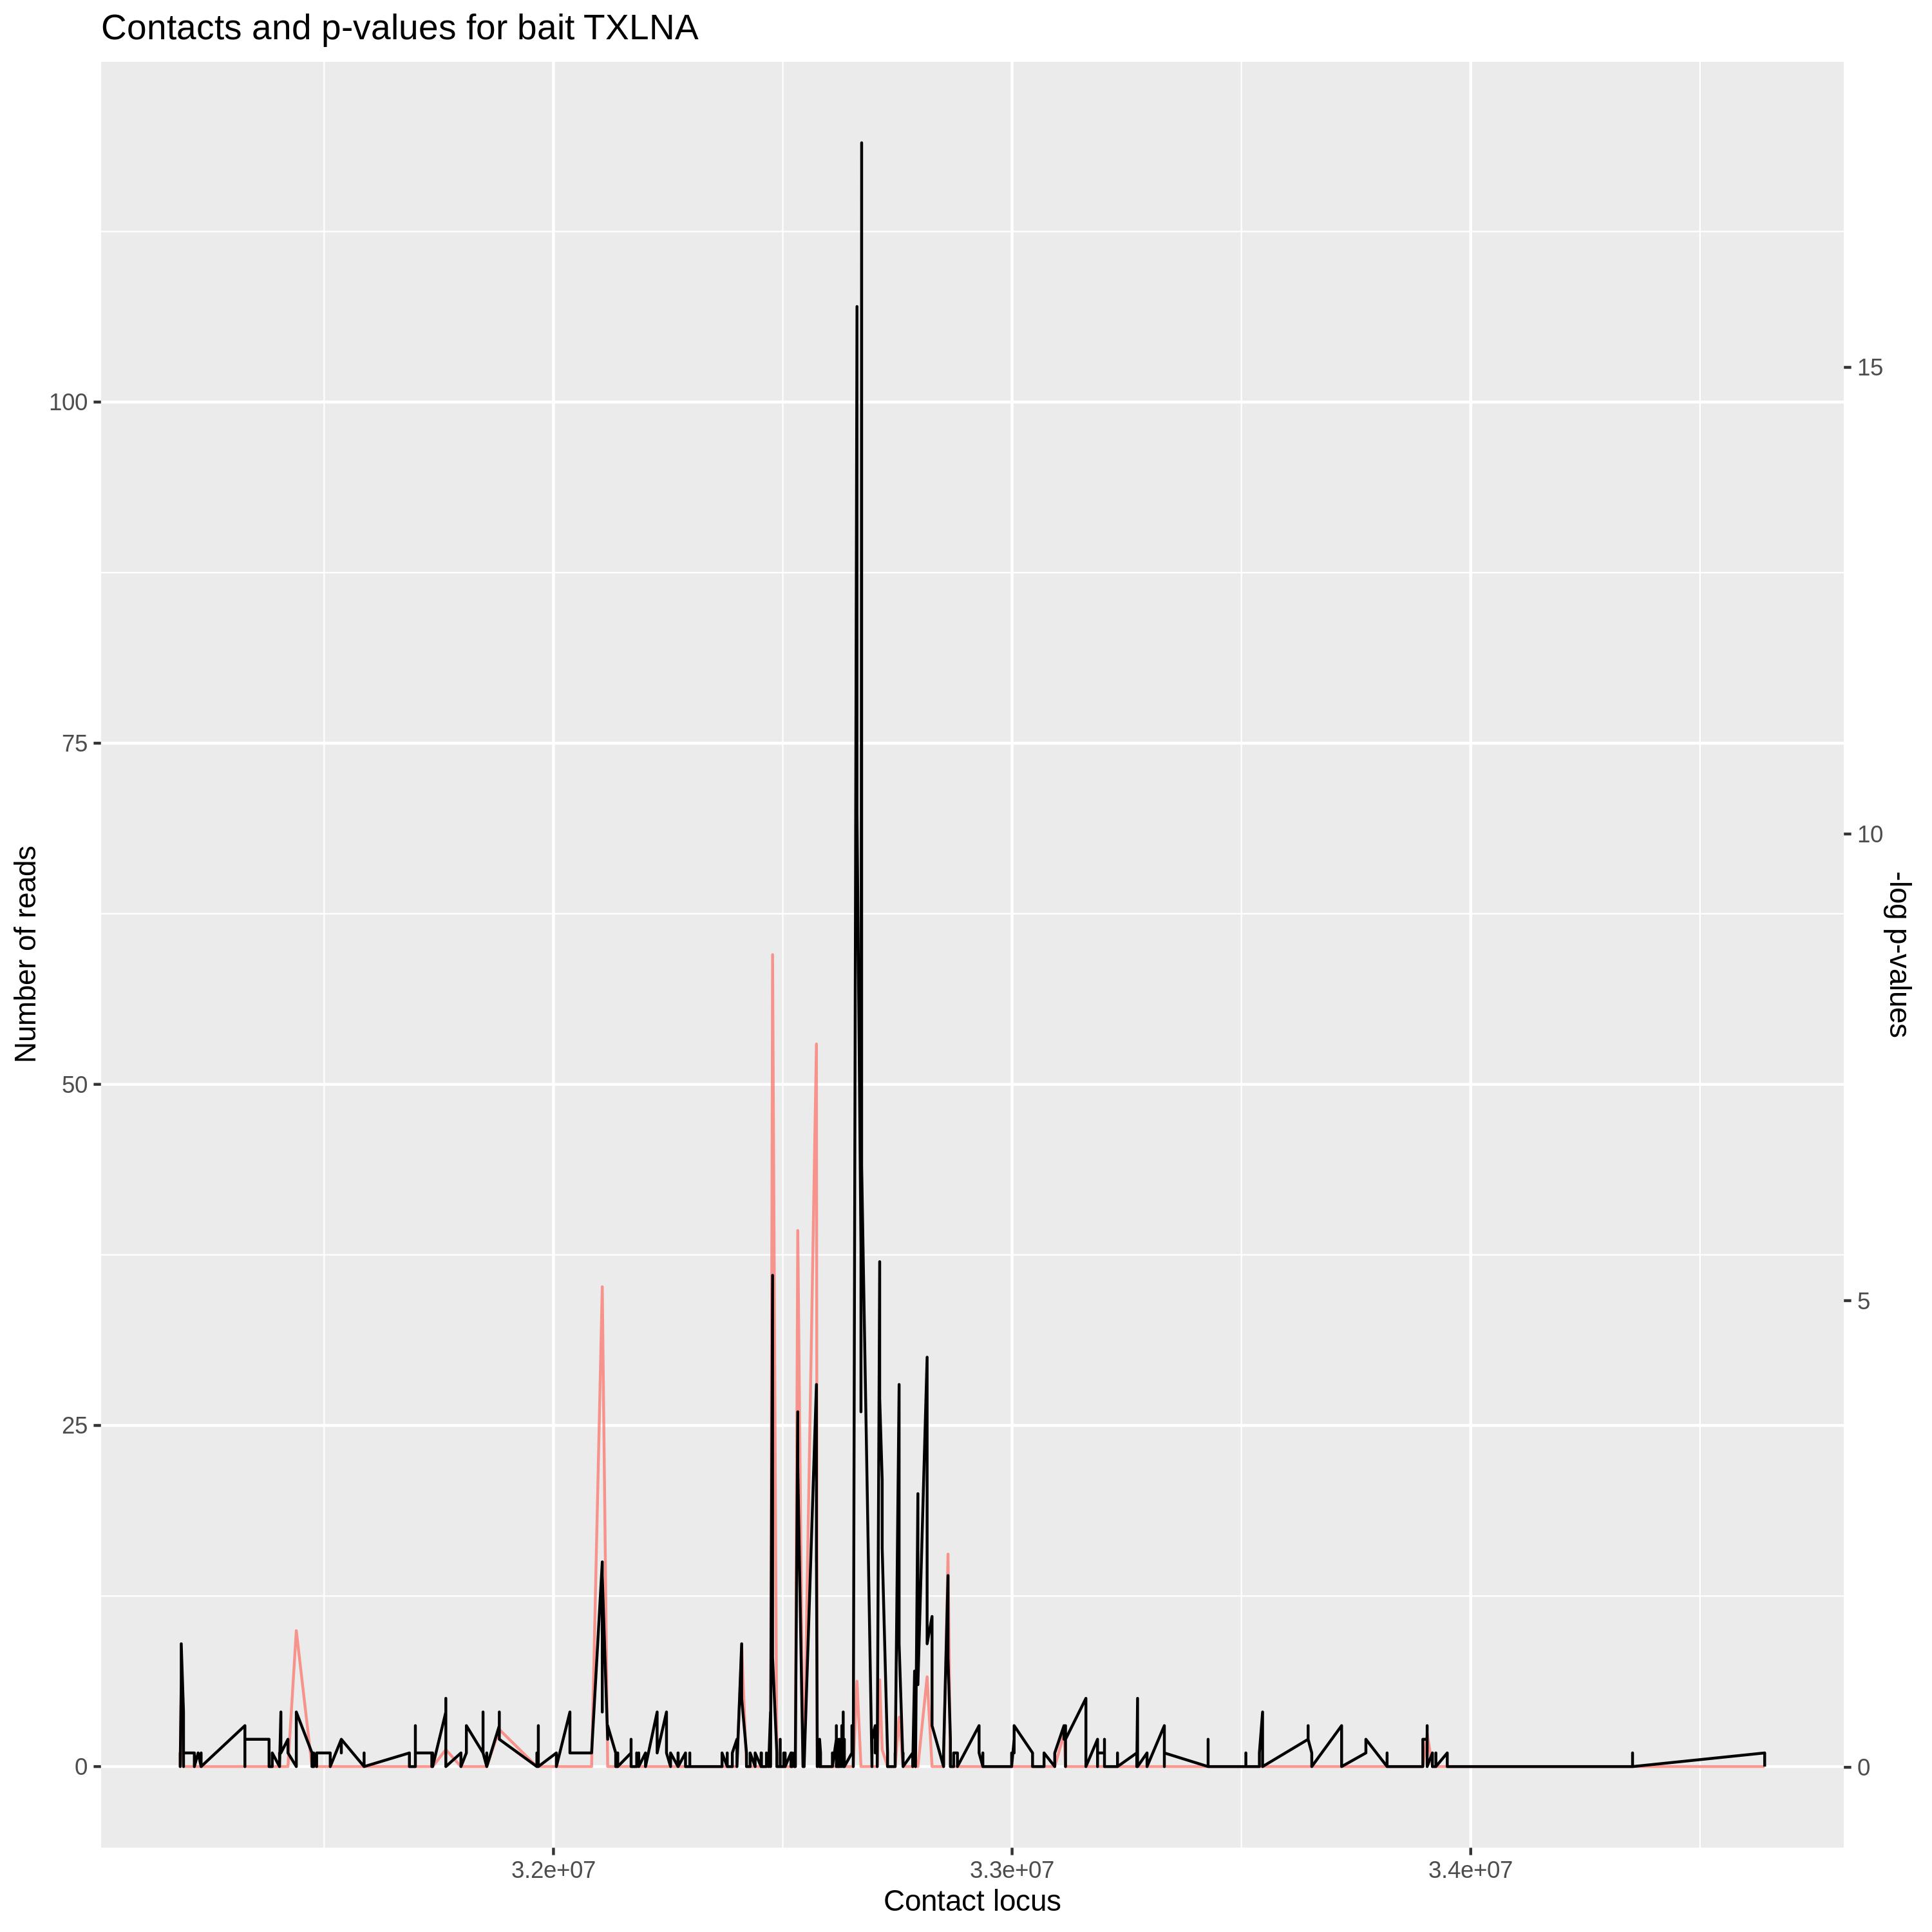 Contacts and p-values for bait TXLNA
Number of reads
100
75
50
25
0
15
10
5
0
-log p-values
3.2e+07
3.3e+07
3.4e+07
Contact locus